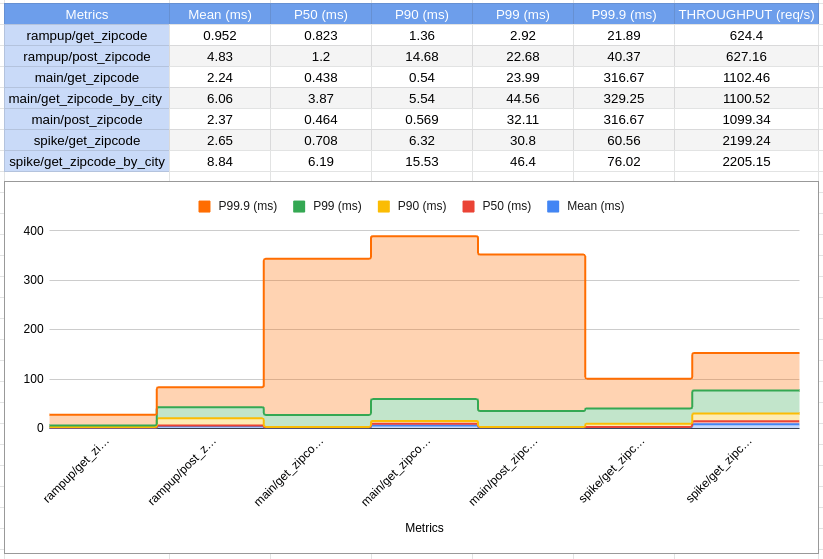 Metrics Mean (ms) P50 (ms) P90 (ms) P99 (ms) P99.9 (ms) THROUGHPUT (req/s)
rampup/get_zipcode 0.952 0.823 1.36 2.92 21.89 624.4
rampup/post_zipcode 4.83 1.2 14.68 22.68 40.37 627.16
main/get_zipcode 2.24 0.438 0.54 23.99 316.67 1102.46
main/get_zipcode_by_city 6.06 3.87 5.54 44.56 329.25 1100.52
main/post_zipcode 2.37 0.464 0.569 32.11 316.67 1099.34
spike/get_zipcode 2.65 0.708 6.32 30.8 60.56 2199.24
spike/get_zipcode_by_city 8.84 6.19 15.53 46.4 76.02 2205.15
P99.9 (ms) P99 (ms) P90 (ms) P50 (ms) Mean (ms)
400
300
200
100
0
rampup/get_zi...
rampup/post_z...
main/get_zipco...
main/get_zipco...
main/post_zipc...
spike/get_zipc...
spike/get_zipc...
Metrics